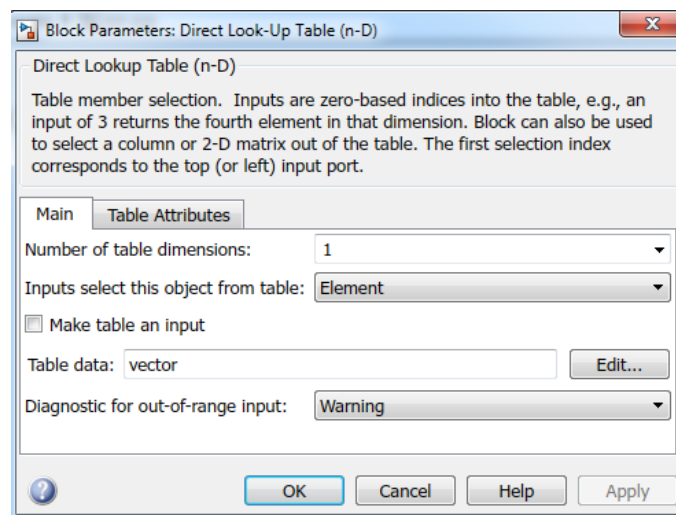 Block Parameters: Direct Look-Up Table (n-D)
Direct Lookup Table (n-D)
Table member selection.  Inputs are zero-based indices into the table, e.g., an
input of 3 returns the fourth element in that dimension. Block can also be used
to select a column or 2-D matrix out of the table. The first selection index
corresponds to the top (or left) input port.
Main Table Attributes
Number of table dimensions: 1
Inputs select this object from table: Element
Make table an input
Table data: vector Edit...
Diagnostic for out-of-range input: Warning
? OK Cancel Help Apply